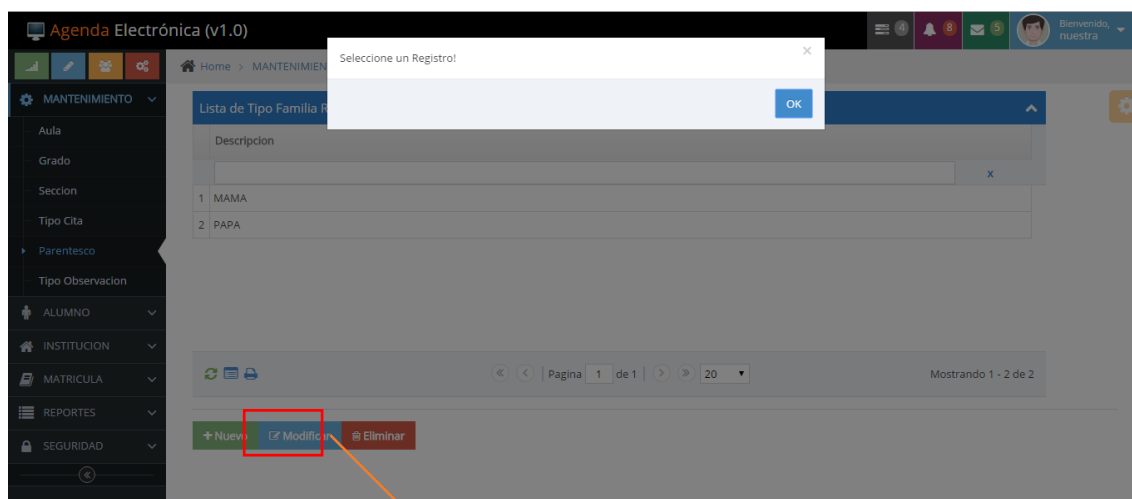 Agenda Electrónica (v1.0)
4
8
5
Bienvenido,
nuestra
Seleccione un Registro!
×
OK
Home > MANTENIMIEN
MANTENIMIENTO
Aula
Grado
Seccion
Tipo Cita
Parentesco
Tipo Observacion
ALUMNO
INSTITUCION
MATRICULA
REPORTES
SEGURIDAD
Lista de Tipo Familia R
Descripcion
x
1 MAMA
2 PAPA
Pagina 1 de 1 20
Mostrando 1 - 2 de 2
+Nuevo Modificar Eliminar